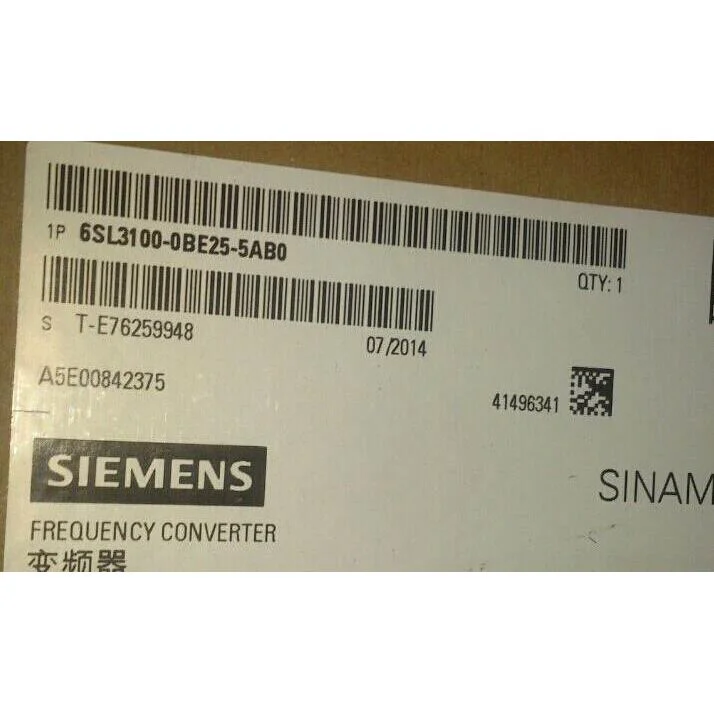 1P 6SL3100-0BE25-5AB0
QTY: 1
S T-E76259948
07/2014
A5E00842375
41496341
SIEMENS
SINAM
FREQUENCY CONVERTER
变频器